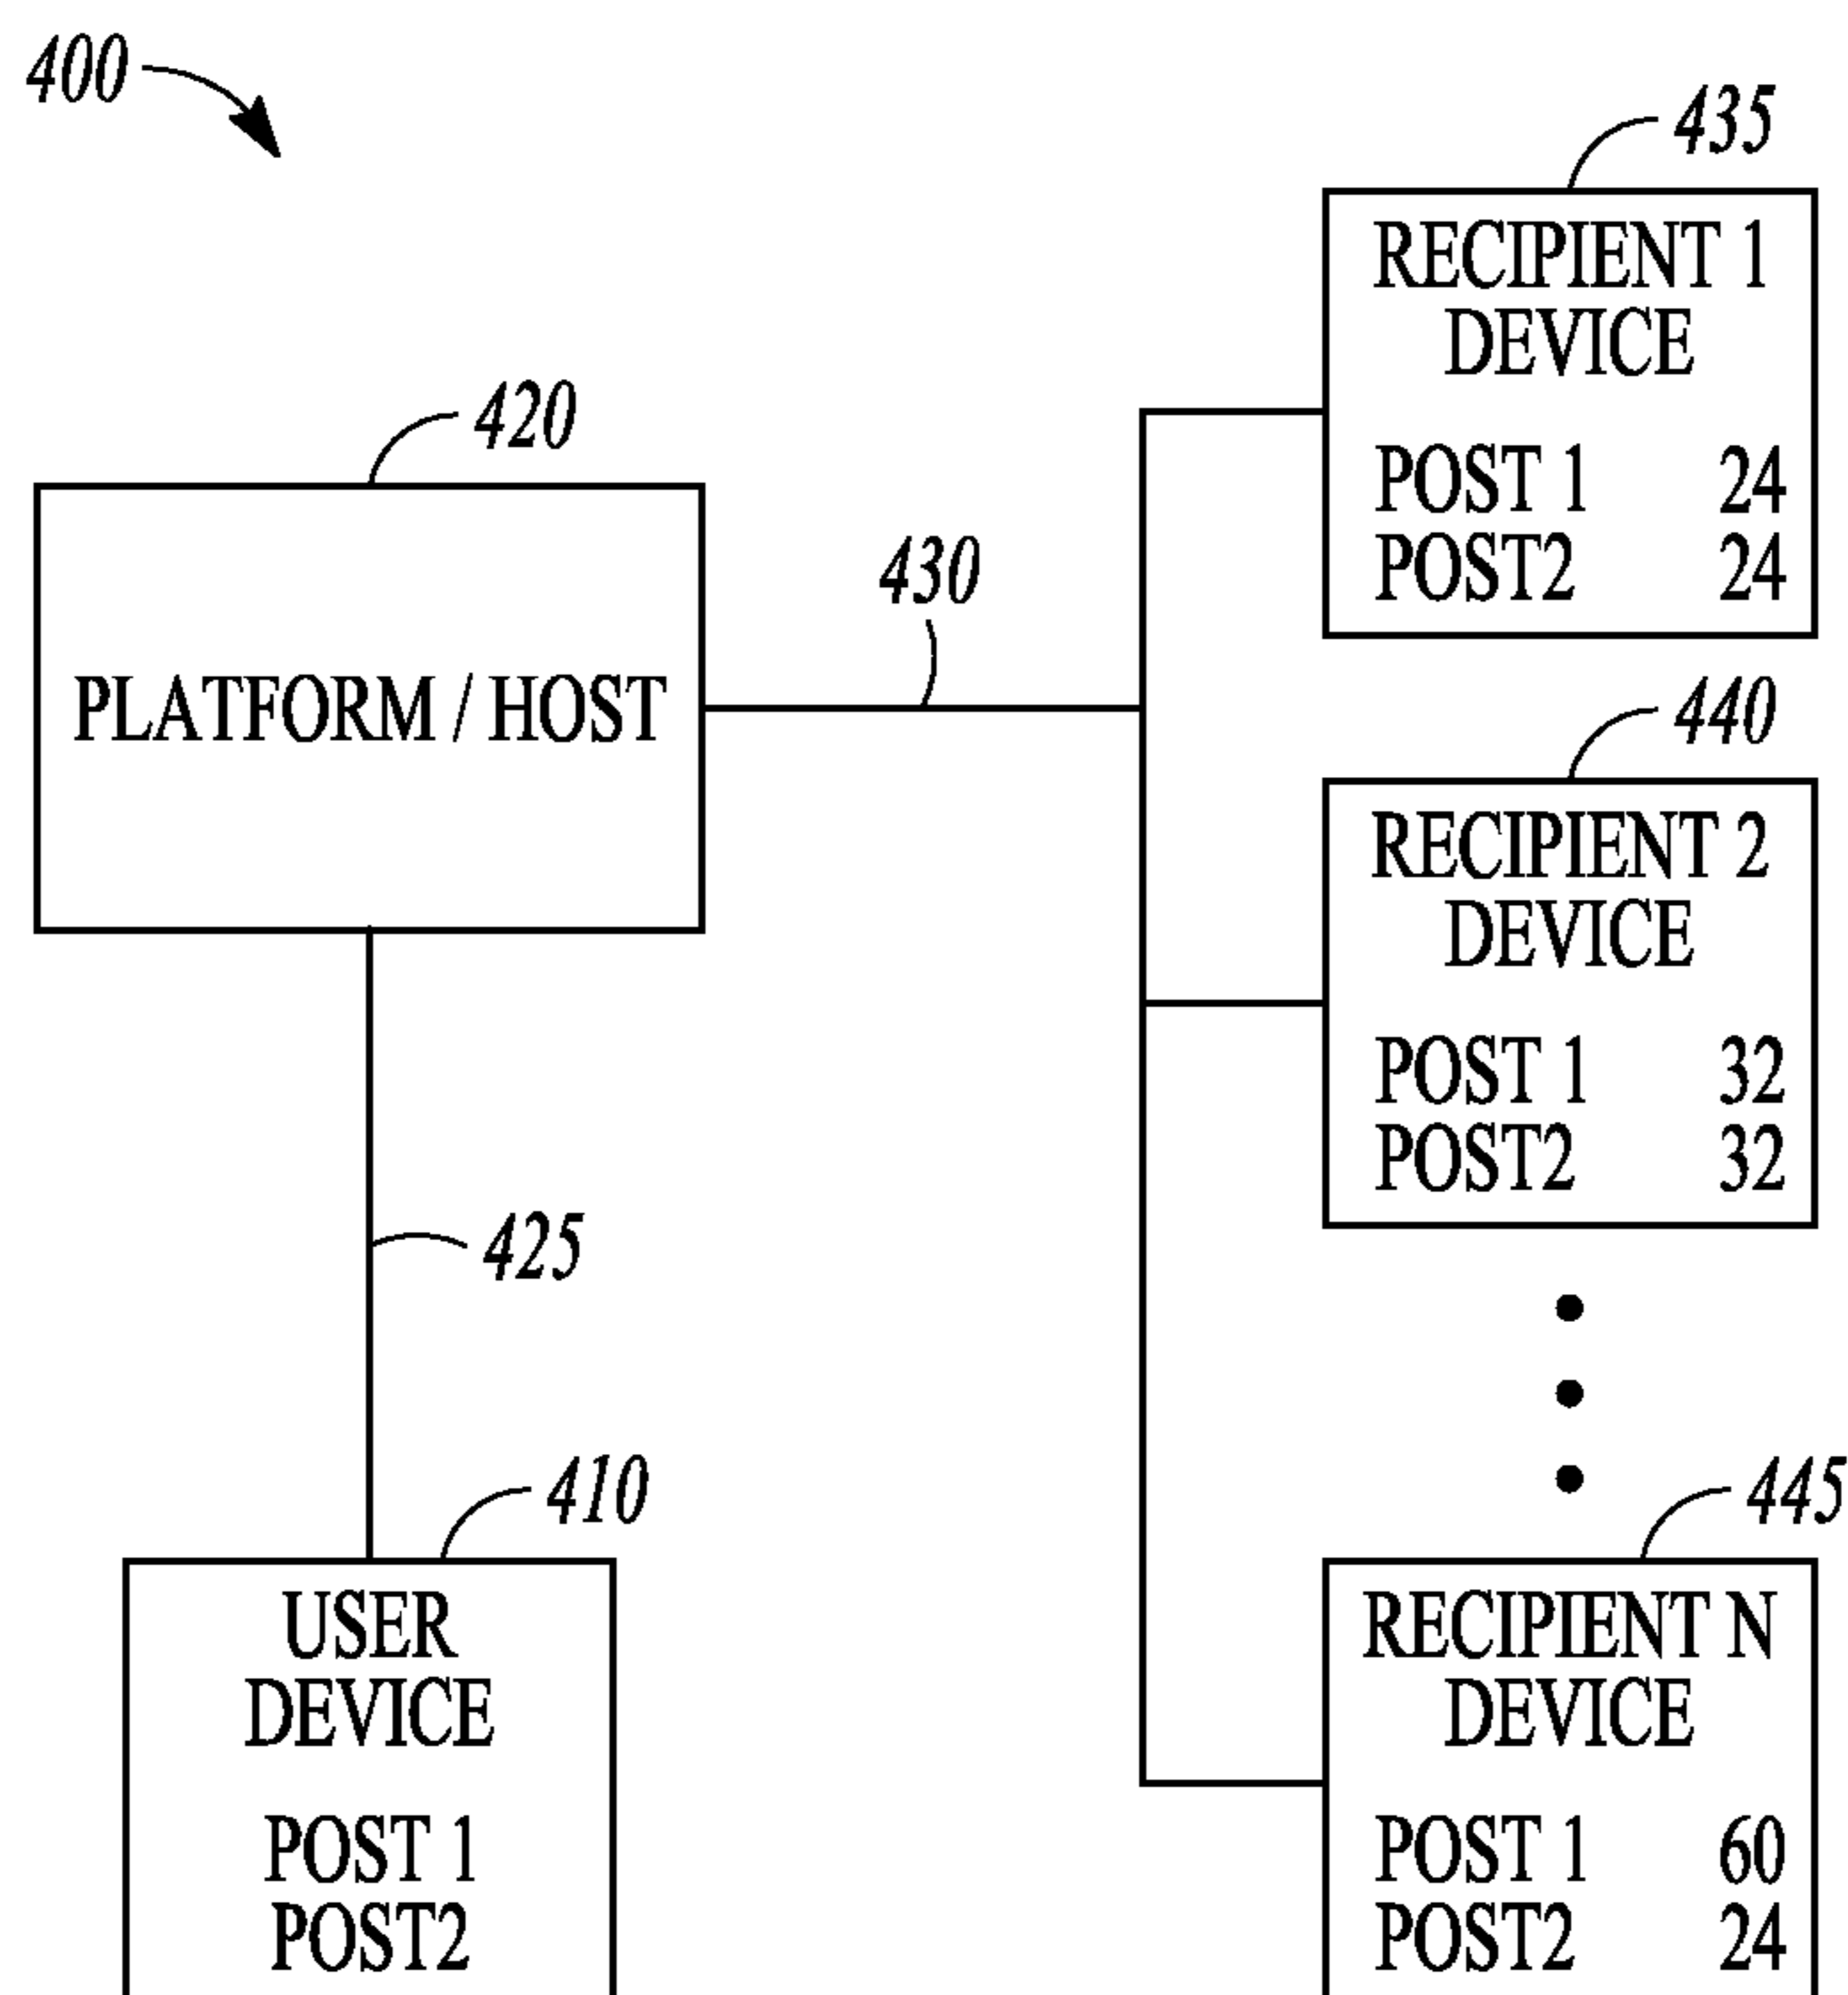 400
435
RECIPIENT 1
DEVICE
POST 1 24
POST2 24
420
PLATFORM / HOST
430
440
RECIPIENT 2
DEVICE
POST 1 32
POST2 32
425
410
USER
DEVICE
POST 1
POST2
445
RECIPIENT N
DEVICE
POST 1 60
POST2 24